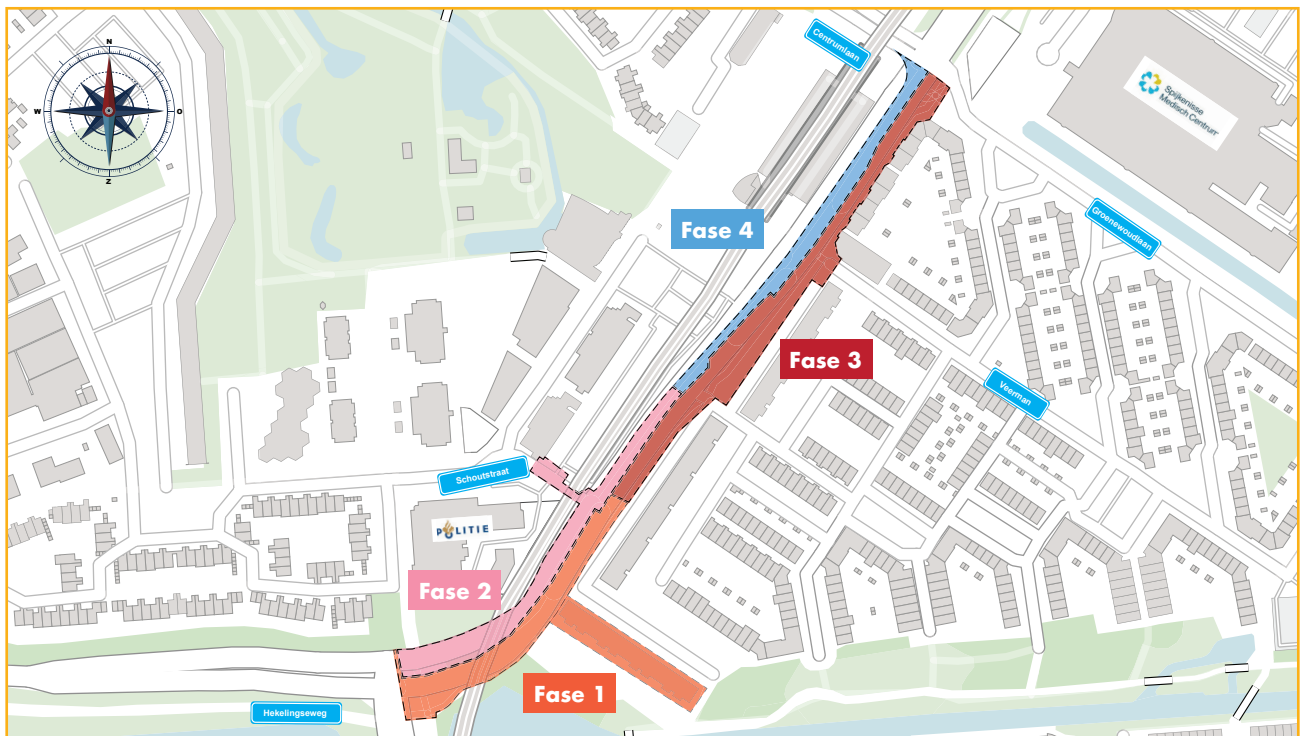 N
W
O
Z
Centrumlaan
Spijkenisse
Medisch Centrum
Groenewoudlaan
Fase 4
Fase 3
Veerman
Schoutstraat
POLITIE
Fase 2
Fase 1
Hekelingseweg